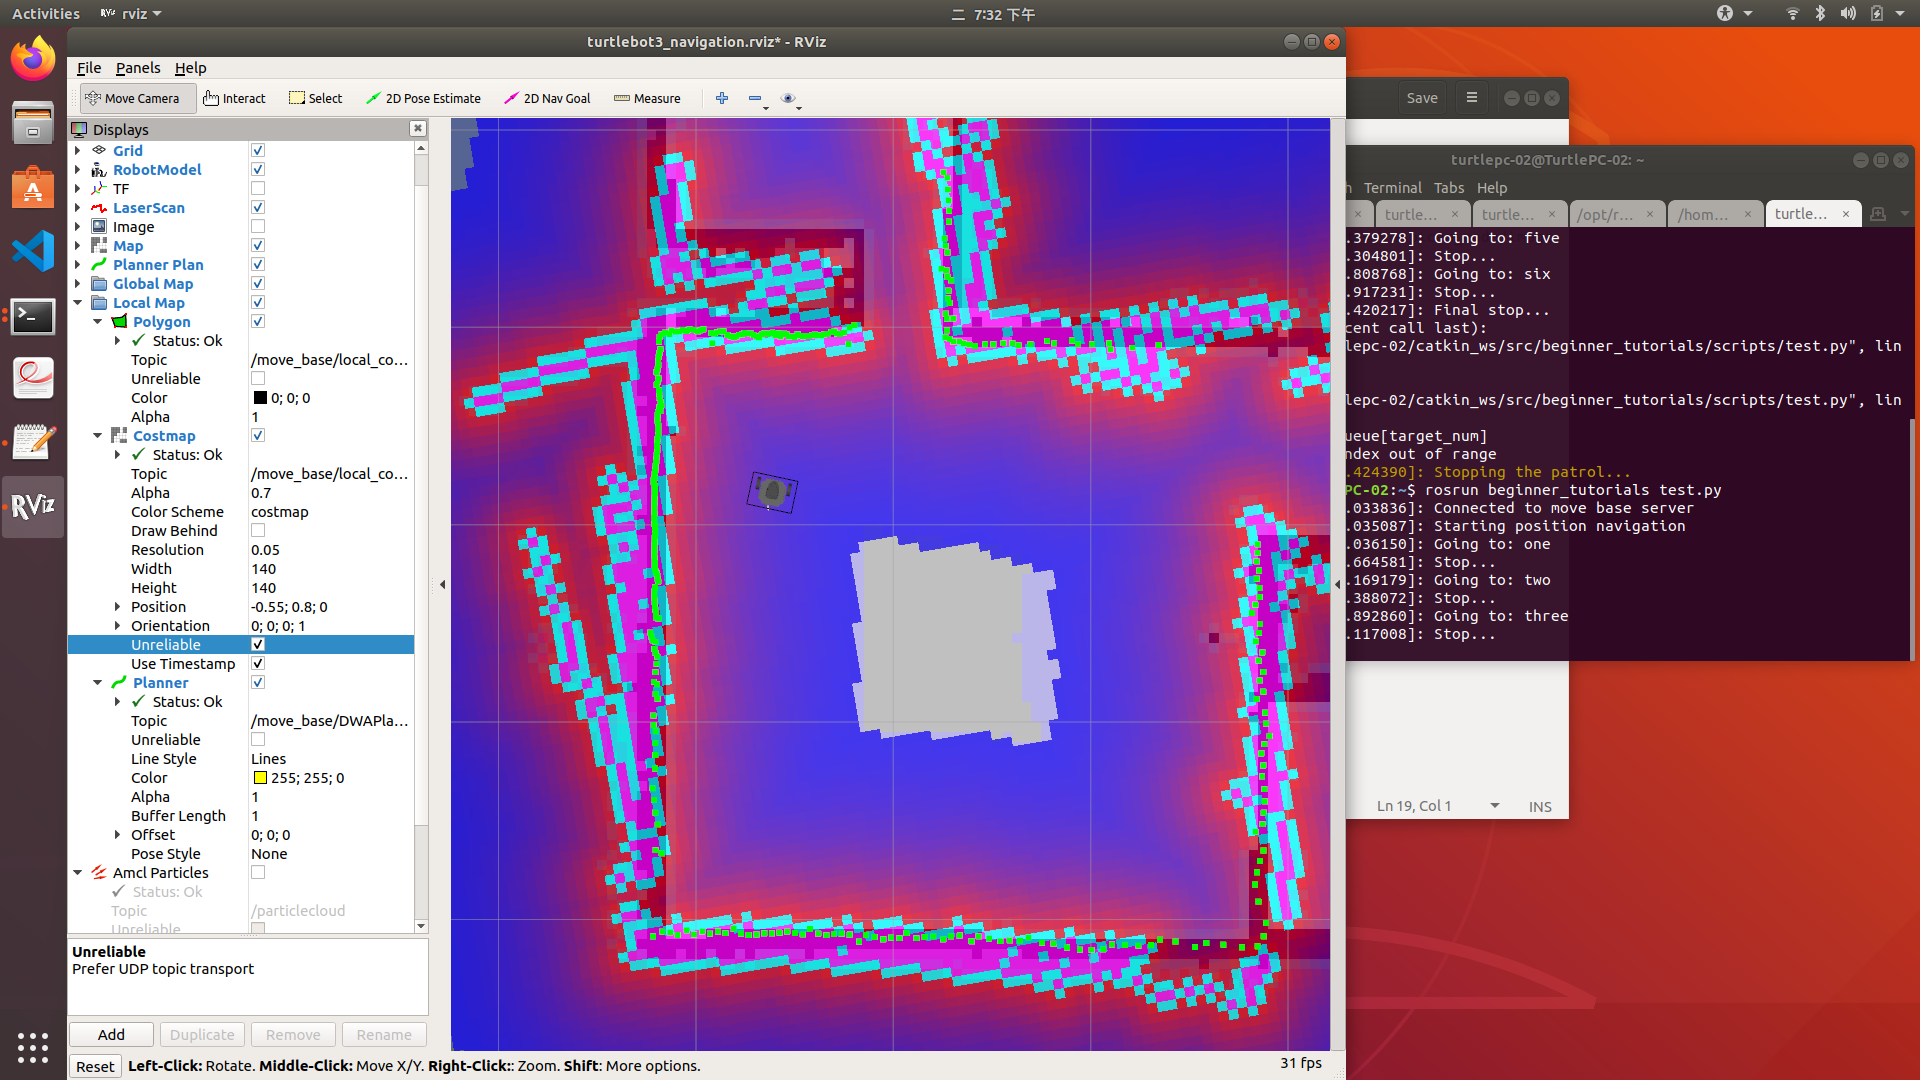 Activities
rviz
二 7:32 下午
turtlebot3_navigation.rviz* - RViz
File Panels Help
Move Camera Interact Select 2D Pose Estimate 2D Nav Goal Measure
Displays
Grid
RobotModel
TF
LaserScan
Image
Map
Planner Plan
Global Map
Local Map
Polygon
Status: Ok
Topic /move_base/local_co…
Unreliable
Color 0; 0; 0
Alpha 1
Costmap
Status: Ok
Topic /move_base/local_co…
Alpha 0.7
Color Scheme costmap
Draw Behind
Resolution 0.05
Width 140
Height 140
Position -0.55; 0.8; 0
Orientation 0; 0; 0; 1
Unreliable
Use Timestamp
Planner
Status: Ok
Topic /move_base/DWAPla…
Unreliable
Line Style Lines
Color 255; 255; 0
Alpha 1
Buffer Length 1
Offset 0; 0; 0
Pose Style None
Amcl Particles
Status: Ok
Topic /particlecloud
Unreliable
Unreliable
Prefer UDP topic transport
Add Duplicate Remove Rename
Reset Left-Click: Rotate. Middle-Click: Move X/Y. Right-Click:: Zoom. Shift: More options.
31 fps
RViz
Save
turtlepc-02@TurtlePC-02: ~
Terminal Tabs Help
turtle… turtle… /opt/r… /hom… turtle…
.379278]: Going to: five
.304801]: Stop...
.808768]: Going to: six
.917231]: Stop...
.420217]: Final stop...
cent call last):
lepc-02/catkin_ws/src/beginner_tutorials/scripts/test.py", lin
lepc-02/catkin_ws/src/beginner_tutorials/scripts/test.py", lin
ueue[target_num]
ndex out of range
.424390]: Stopping the patrol...
PC-02:~$ rosrun beginner_tutorials test.py
.033836]: Connected to move base server
.035087]: Starting position navigation
.036150]: Going to: one
.664581]: Stop...
.169179]: Going to: two
.388072]: Stop...
.892860]: Going to: three
.117008]: Stop...
Ln 19, Col 1 INS